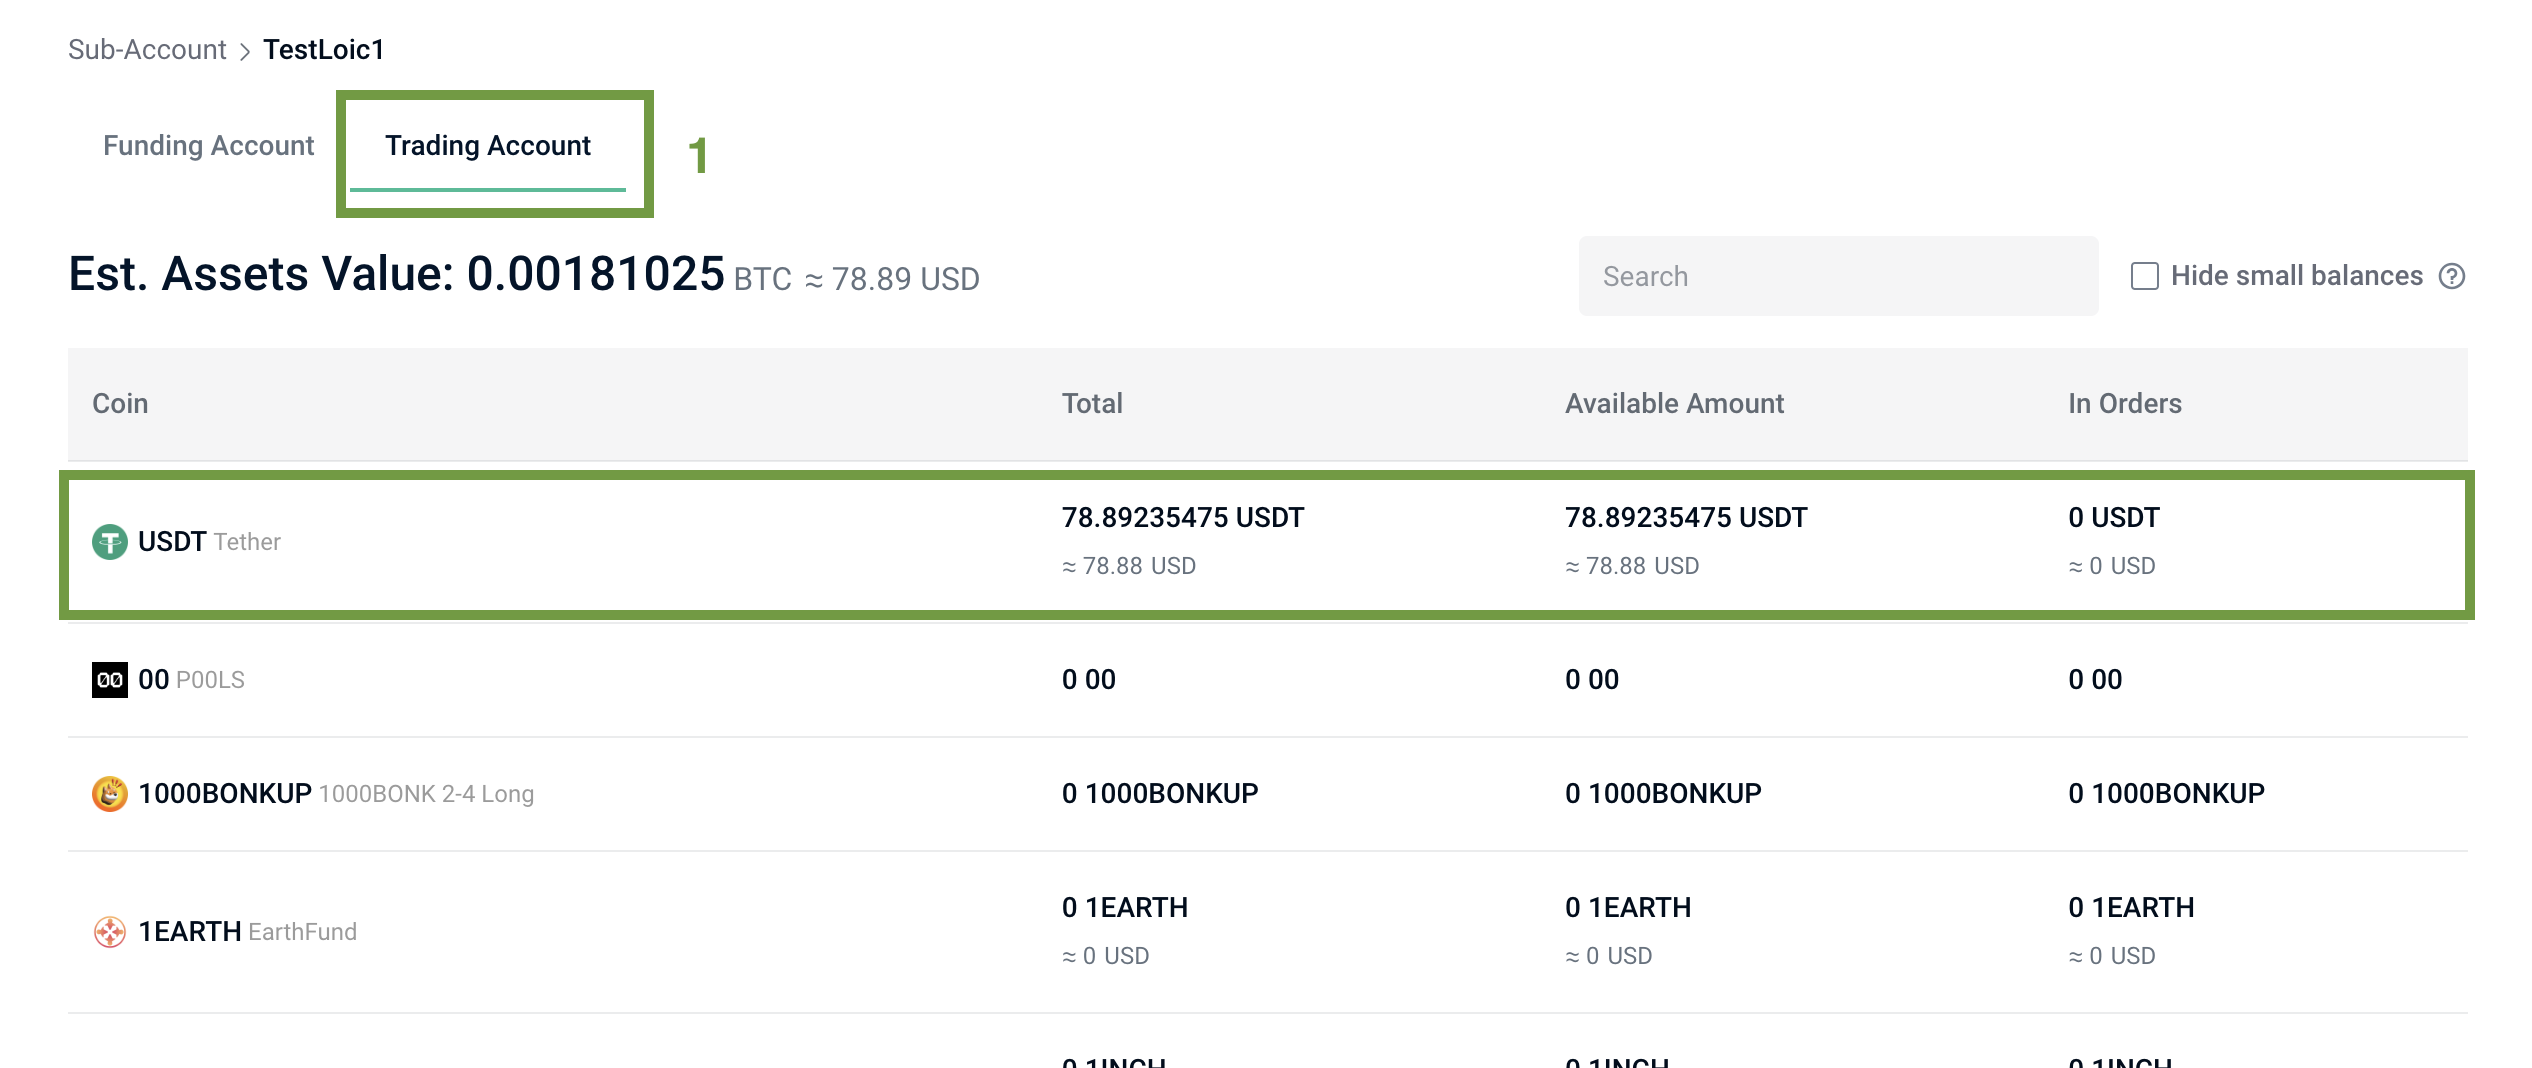 Sub-Account > TestLoic1
Funding Account Trading Account 1
Est. Assets Value: 0.00181025 BTC ≈ 78.89 USD Search Hide small balances ?
Coin Total Available Amount In Orders
78.89235475 USDT 78.89235475 USDT 0 USDT
USDT Tether
≈ 78.88 USD ≈ 78.88 USD ≈ 0 USD
00 00 P00LS 0 00 0 00 0 00
1000BONKUP 1000BONK 2-4 Long 0 1000BONKUP 0 1000BONKUP 0 1000BONKUP
0 1EARTH 0 1EARTH 0 1EARTH
1EARTH EarthFund
≈ 0 USD ≈ 0 USD ≈ 0 USD
0 1INCH 0 1INCH 0 1INCH